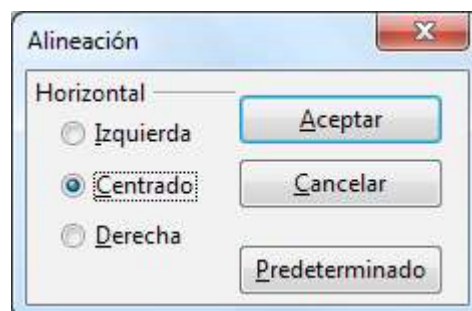 Alineación
Horizontal
Izquierda
Centrado
Derecha
Aceptar
Cancelar
Predeterminado